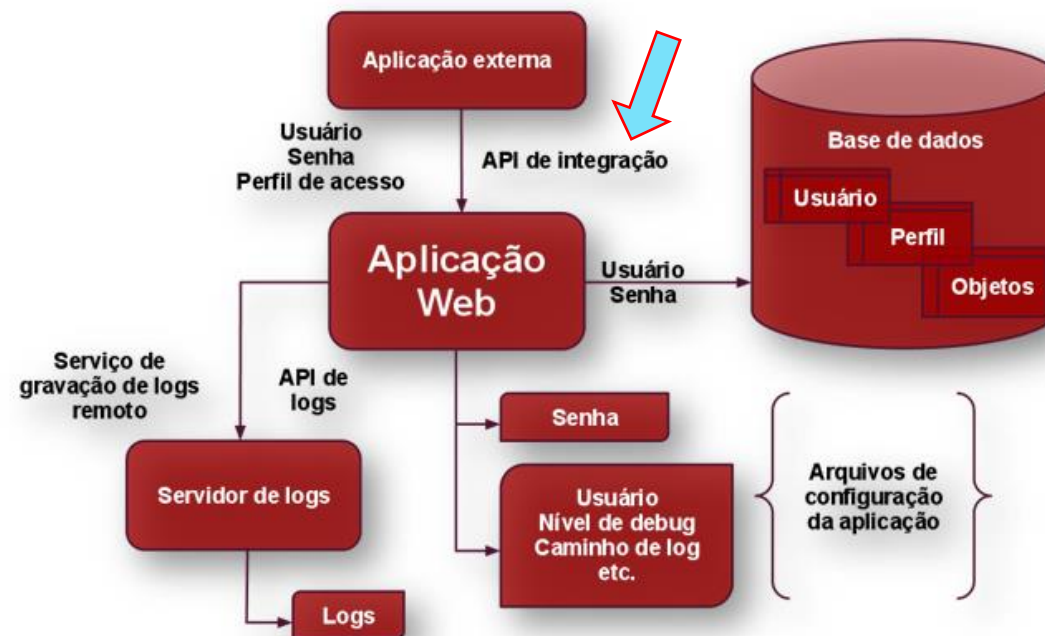 Aplicação externa
Usuário
Senha
Perfil de acesso
API de integração
Base de dados
Usuário
Perfil
Objetos
Aplicação
Web
Usuário
Senha
Serviço de
gravação de logs
remoto
API de
logs
Senha
Servidor de logs
Usuário
Nível de debug
Caminho de log
etc.
Arquivos de
configuração
da aplicação
Logs